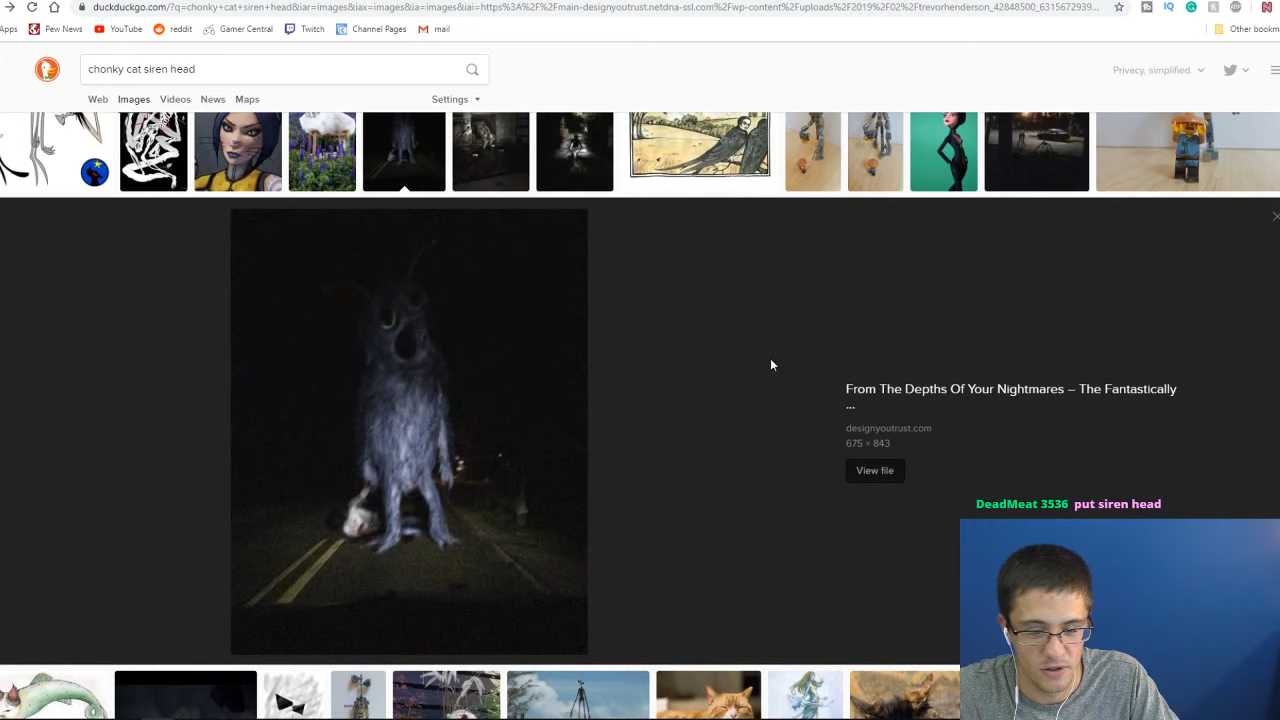 duckduckgo.com/?q=chonky+cat+siren+head&iar=images&iax=images&ia=images&iai=https%3A%2F%2Fmain-designyoutrust.netdna-ssl.com%2Fwp-content%2Fuploads%2F2019%2F02%2Ftrevorhenderson_42848500_6315672939...
Apps
Pew News
YouTube
reddit
Gamer Central
Twitch
Channel Pages
mail
Other bookm
chonky cat siren head
Privacy, simplified.
Web
Images
Videos
News
Maps
Settings
From The Depths Of Your Nightmares – The Fantastically
...
designyoutrust.com
675 × 843
View file
DeadMeat 3536 put siren head